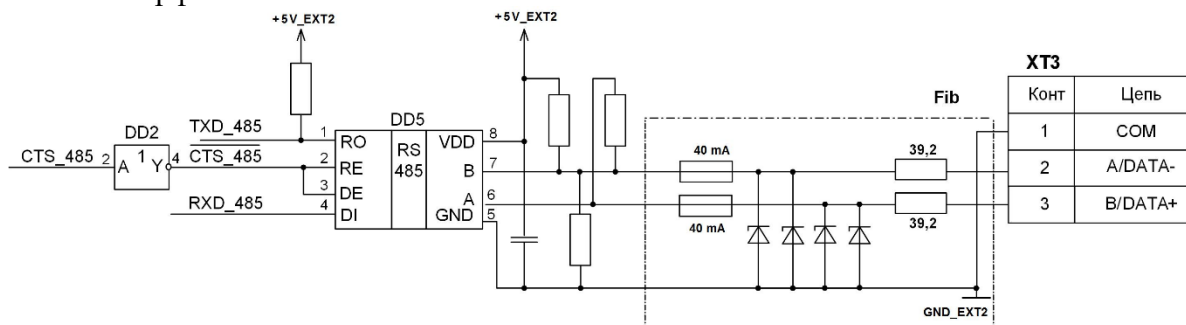 +5V_EXT2
+5V_EXT2
XT3
Конт Цепь
Fib
1 COM
2 A/DATA-
3 B/DATA+
TXD_485
DD2
CTS_485
2 A 1 Y 4
CTS_485
RXD_485
DD5
1 RO
2 RE
3 DE
4 DI
RS
485
VDD 8
B 7
A 6
GND 5
40 mA
40 mA
39,2
39,2
GND_EXT2